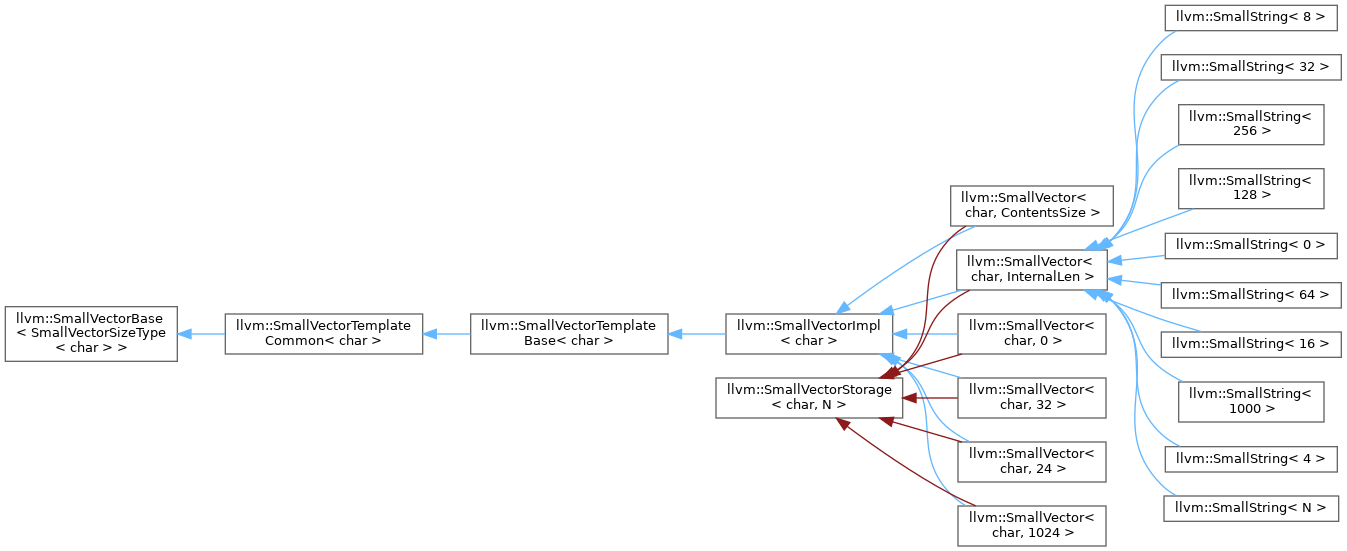 llvm::SmallVectorBase
< SmallVectorSizeType
< char > >
llvm::SmallVectorTemplate
Common< char >
llvm::SmallVectorTemplate
Base< char >
llvm::SmallVectorImpl
< char >
llvm::SmallVectorStorage
< char, N >
llvm::SmallVector<
char, ContentsSize >
llvm::SmallVector<
char, InternalLen >
llvm::SmallVector<
char, 0 >
llvm::SmallVector<
char, 32 >
llvm::SmallVector<
char, 24 >
llvm::SmallVector<
char, 1024 >
llvm::SmallString< 8 >
llvm::SmallString< 32 >
llvm::SmallString<
256 >
llvm::SmallString<
128 >
llvm::SmallString< 0 >
llvm::SmallString< 64 >
llvm::SmallString< 16 >
llvm::SmallString<
1000 >
llvm::SmallString< 4 >
llvm::SmallString< N >